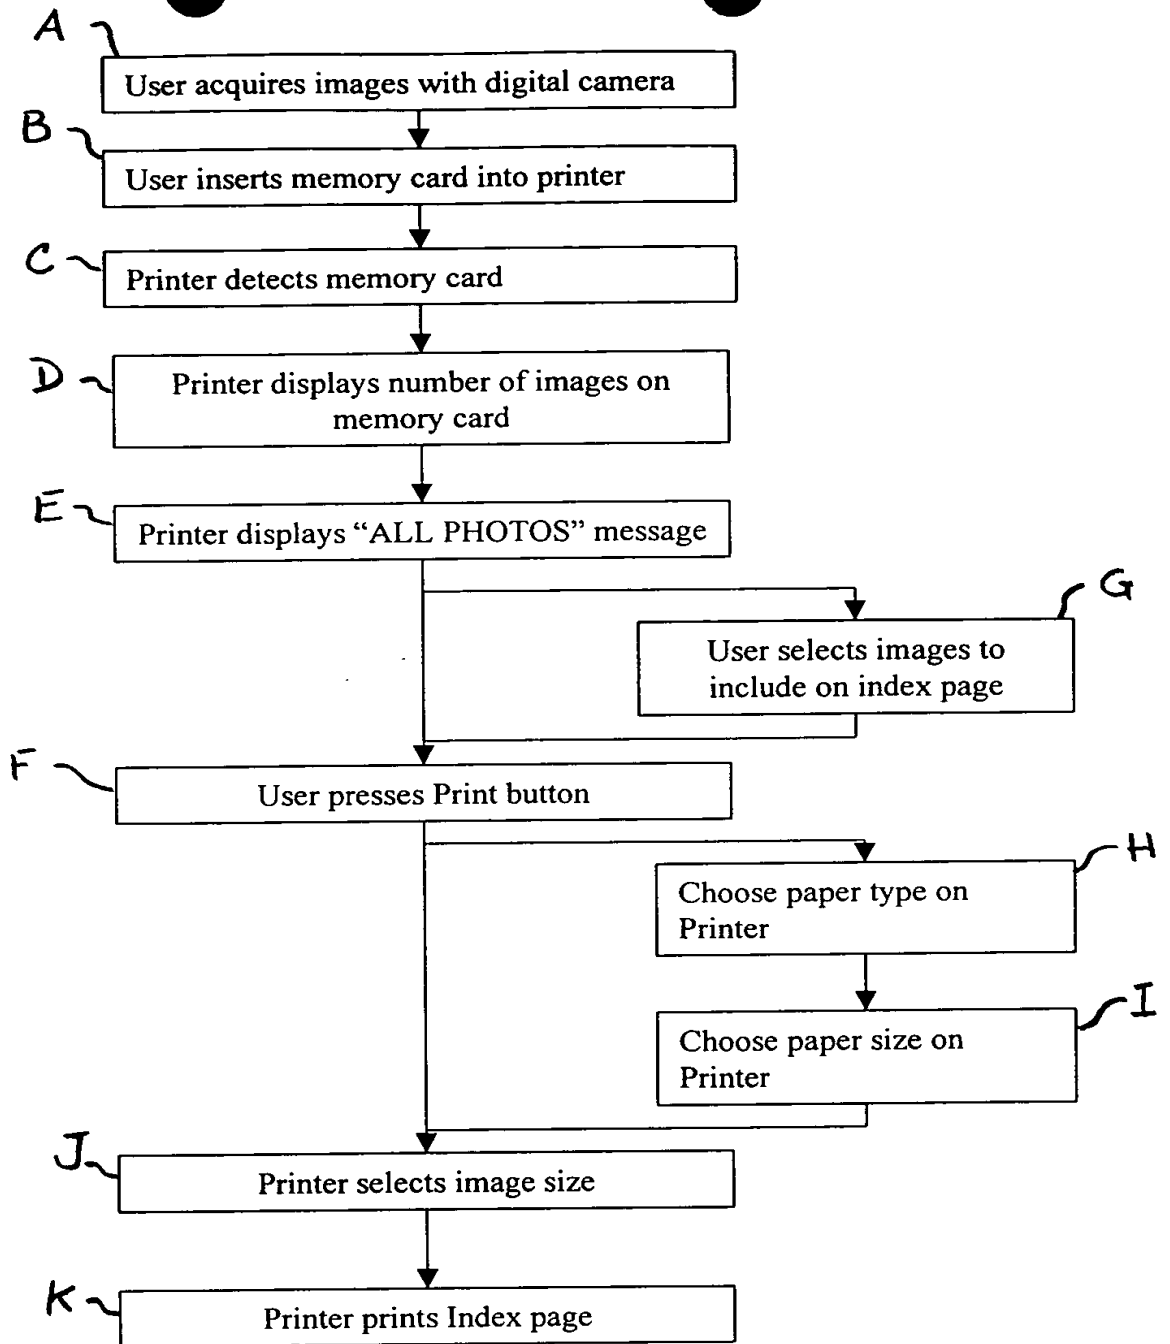 A
User acquires images with digital camera
B
User inserts memory card into printer
C
Printer detects memory card
D
Printer displays number of images on
memory card
E
Printer displays “ALL PHOTOS” message
G
User selects images to
include on index page
F
User presses Print button
H
Choose paper type on
Printer
I
Choose paper size on
Printer
J
Printer selects image size
K
Printer prints Index page